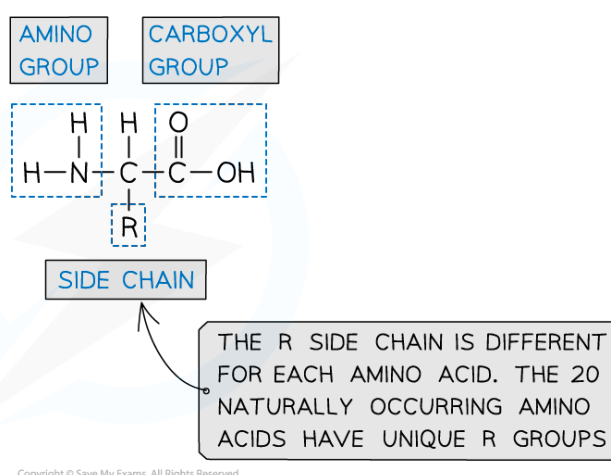 AMINO
GROUP
CARBOXYL
GROUP
H H O
H—N—C—C—OH
R
SIDE CHAIN
THE R SIDE CHAIN IS DIFFERENT
FOR EACH AMINO ACID. THE 20
NATURALLY OCCURRING AMINO
ACIDS HAVE UNIQUE R GROUPS
Copyright © Save My Exams. All Rights Reserved